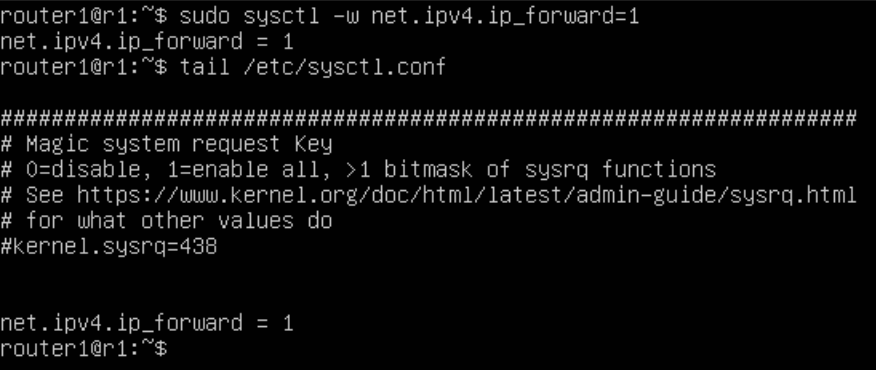 router1@r1:~$ sudo sysctl -w net.ipv4.ip_forward=1
net.ipv4.ip_forward = 1
router1@r1:~$ tail /etc/sysctl.conf
###################################################################
# Magic system request Key
# 0=disable, 1=enable all, >1 bitmask of sysrq functions
# See https://www.kernel.org/doc/html/latest/admin-guide/sysrq.html
# for what other values do
#kernel.sysrq=438
net.ipv4.ip_forward = 1
router1@r1:~$